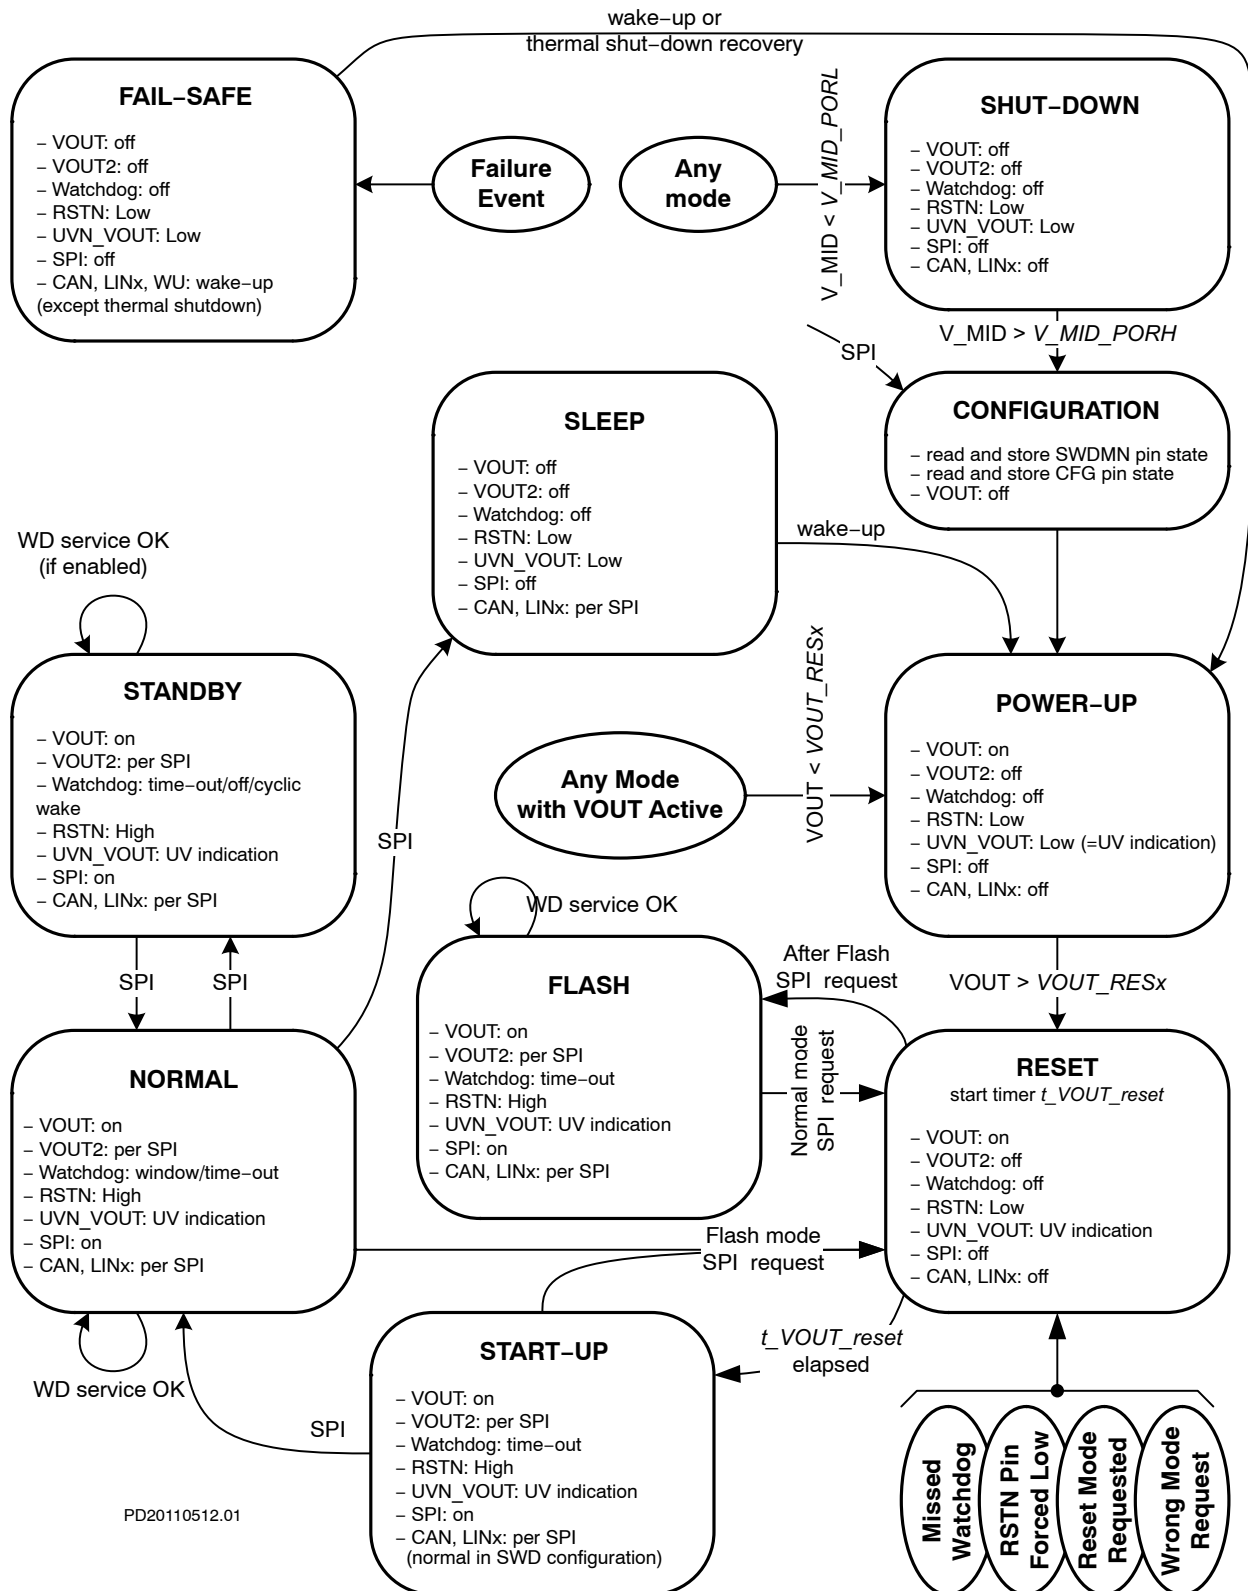 wake−up or
thermal shut−down recovery
FAIL−SAFE
− VOUT: off
− VOUT2: off
− Watchdog: off
− RSTN: Low
− UVN_VOUT: Low
− SPI: off
− CAN, LINx, WU: wake−up
(except thermal shutdown)
Failure
Event
Any
mode
V_MID < V_MID_PORL
SHUT−DOWN
− VOUT: off
− VOUT2: off
− Watchdog: off
− RSTN: Low
− UVN_VOUT: Low
− SPI: off
− CAN, LINx: off
V_MID > V_MID_PORH
SPI
CONFIGURATION
− read and store SWDMN pin state
− read and store CFG pin state
− VOUT: off
SLEEP
− VOUT: off
− VOUT2: off
− Watchdog: off
− RSTN: Low
− UVN_VOUT: Low
− SPI: off
− CAN, LINx: per SPI
wake−up
WD service OK
(if enabled)
STANDBY
− VOUT: on
− VOUT2: per SPI
− Watchdog: time−out/off/cyclic
wake
− RSTN: High
− UVN_VOUT: UV indication
− SPI: on
− CAN, LINx: per SPI
SPI
Any Mode
with VOUT Active
VOUT < VOUT_RESx
POWER−UP
− VOUT: on
− VOUT2: off
− Watchdog: off
− RSTN: Low
− UVN_VOUT: Low (=UV indication)
− SPI: off
− CAN, LINx: off
SPI
SPI
WD service OK
FLASH
− VOUT: on
− VOUT2: per SPI
− Watchdog: time−out
− RSTN: High
− UVN_VOUT: UV indication
− SPI: on
− CAN, LINx: per SPI
After Flash
SPI request
Normal mode
SPI request
VOUT > VOUT_RESx
NORMAL
− VOUT: on
− VOUT2: per SPI
− Watchdog: window/time−out
− RSTN: High
− UVN_VOUT: UV indication
− SPI: on
− CAN, LINx: per SPI
RESET
start timer t_VOUT_reset
− VOUT: on
− VOUT2: off
− Watchdog: off
− RSTN: Low
− UVN_VOUT: UV indication
− SPI: off
− CAN, LINx: off
Flash mode
SPI request
WD service OK
SPI
START−UP
− VOUT: on
− VOUT2: per SPI
− Watchdog: time−out
− RSTN: High
− UVN_VOUT: UV indication
− SPI: on
− CAN, LINx: per SPI
(normal in SWD configuration)
t_VOUT_reset
elapsed
Missed
Watchdog
RSTN Pin
Forced Low
Reset Mode
Requested
Wrong Mode
Request
PD20110512.01